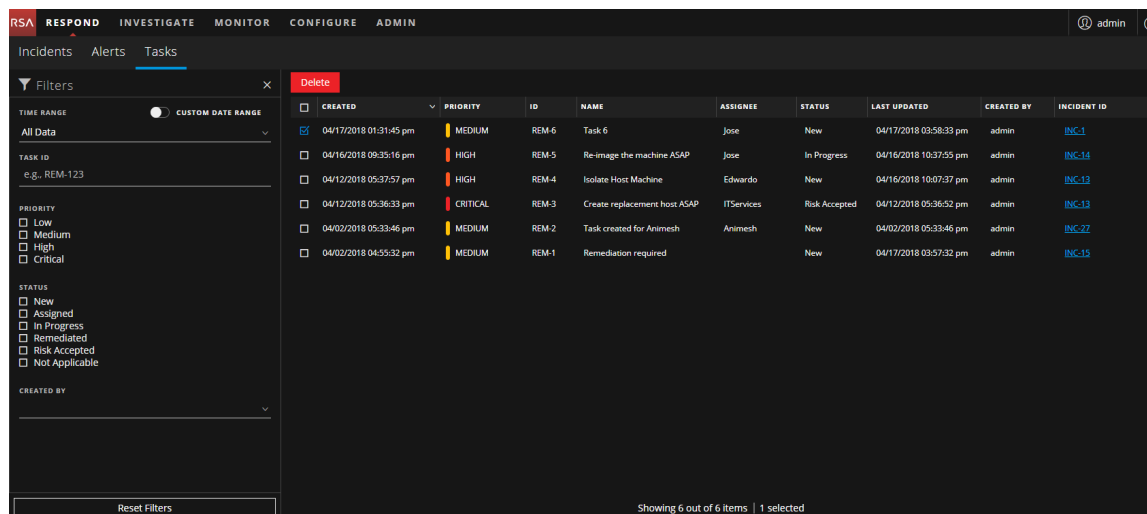 RSA RESPOND INVESTIGATE MONITOR CONFIGURE ADMIN admin
Incidents Alerts Tasks
Filters
TIME RANGE CUSTOM DATE RANGE
All Data
TASK ID
e.g., REM-123
PRIORITY
Low
Medium
High
Critical
STATUS
New
Assigned
In Progress
Remediated
Risk Accepted
Not Applicable
CREATED BY
Reset Filters
Delete
CREATED PRIORITY ID NAME ASSIGNEE STATUS LAST UPDATED CREATED BY INCIDENT ID
04/17/2018 01:31:45 pm MEDIUM REM-6 Task 6 Jose New 04/17/2018 03:58:33 pm admin INC-1
04/16/2018 09:35:16 pm HIGH REM-5 Re-image the machine ASAP Jose In Progress 04/16/2018 10:37:55 pm admin INC-14
04/12/2018 05:37:57 pm HIGH REM-4 Isolate Host Machine Edwardo New 04/16/2018 10:07:37 pm admin INC-13
04/12/2018 05:36:33 pm CRITICAL REM-3 Create replacement host ASAP ITServices Risk Accepted 04/12/2018 05:36:52 pm admin INC-13
04/02/2018 05:33:46 pm MEDIUM REM-2 Task created for Animesh Animesh New 04/02/2018 05:33:46 pm admin INC-27
04/02/2018 04:55:32 pm MEDIUM REM-1 Remediation required New 04/17/2018 03:57:32 pm admin INC-15
Showing 6 out of 6 items | 1 selected